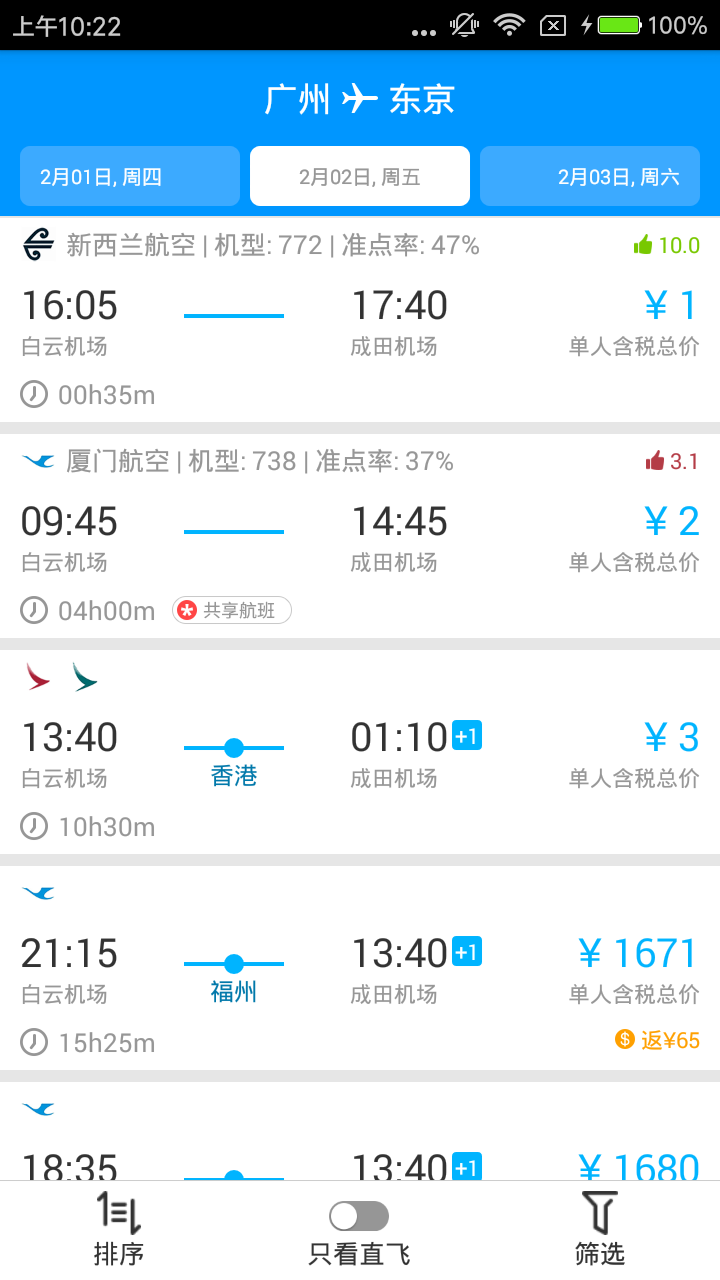 上午10:22 ... 100%
广州 东京
2月01日, 周四 2月02日, 周五 2月03日, 周六
新西兰航空 | 机型: 772 | 准点率: 47% 10.0
16:05 17:40 ¥ 1
白云机场 成田机场 单人含税总价
00h35m
厦门航空 | 机型: 738 | 准点率: 37% 3.1
09:45 14:45 ¥ 2
白云机场 成田机场 单人含税总价
04h00m 共享航班
13:40 01:10 +1 ¥ 3
白云机场 香港 成田机场 单人含税总价
10h30m
21:15 13:40 +1 ¥ 1671
白云机场 福州 成田机场 单人含税总价
15h25m 返¥65
18:35 13:40 +1 ¥ 1680
排序 只看直飞 筛选